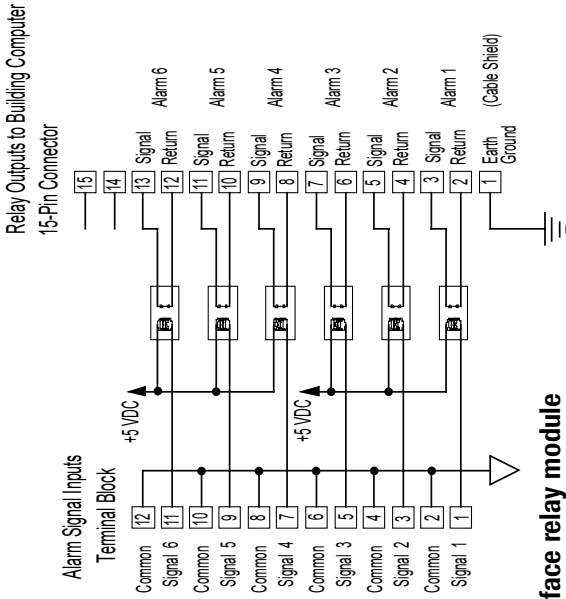 Relay Outputs to Building Computer
15-Pin Connector
15
14
13 Signal
12 Return
Alarm 6
11 Signal
10 Return
Alarm 5
9 Signal
8 Return
Alarm 4
7 Signal
6 Return
Alarm 3
5 Signal
4 Return
Alarm 2
3 Signal
2 Return
Alarm 1
1 Earth
Ground
(Cable Shield)
+5 VDC
+5 VDC
Alarm Signal Inputs
Terminal Block
Common 12
Signal 6 11
Common 10
Signal 5 9
Common 8
Signal 4 7
Common 6
Signal 3 5
Common 4
Signal 2 3
Common 2
Signal 1 1
face relay module